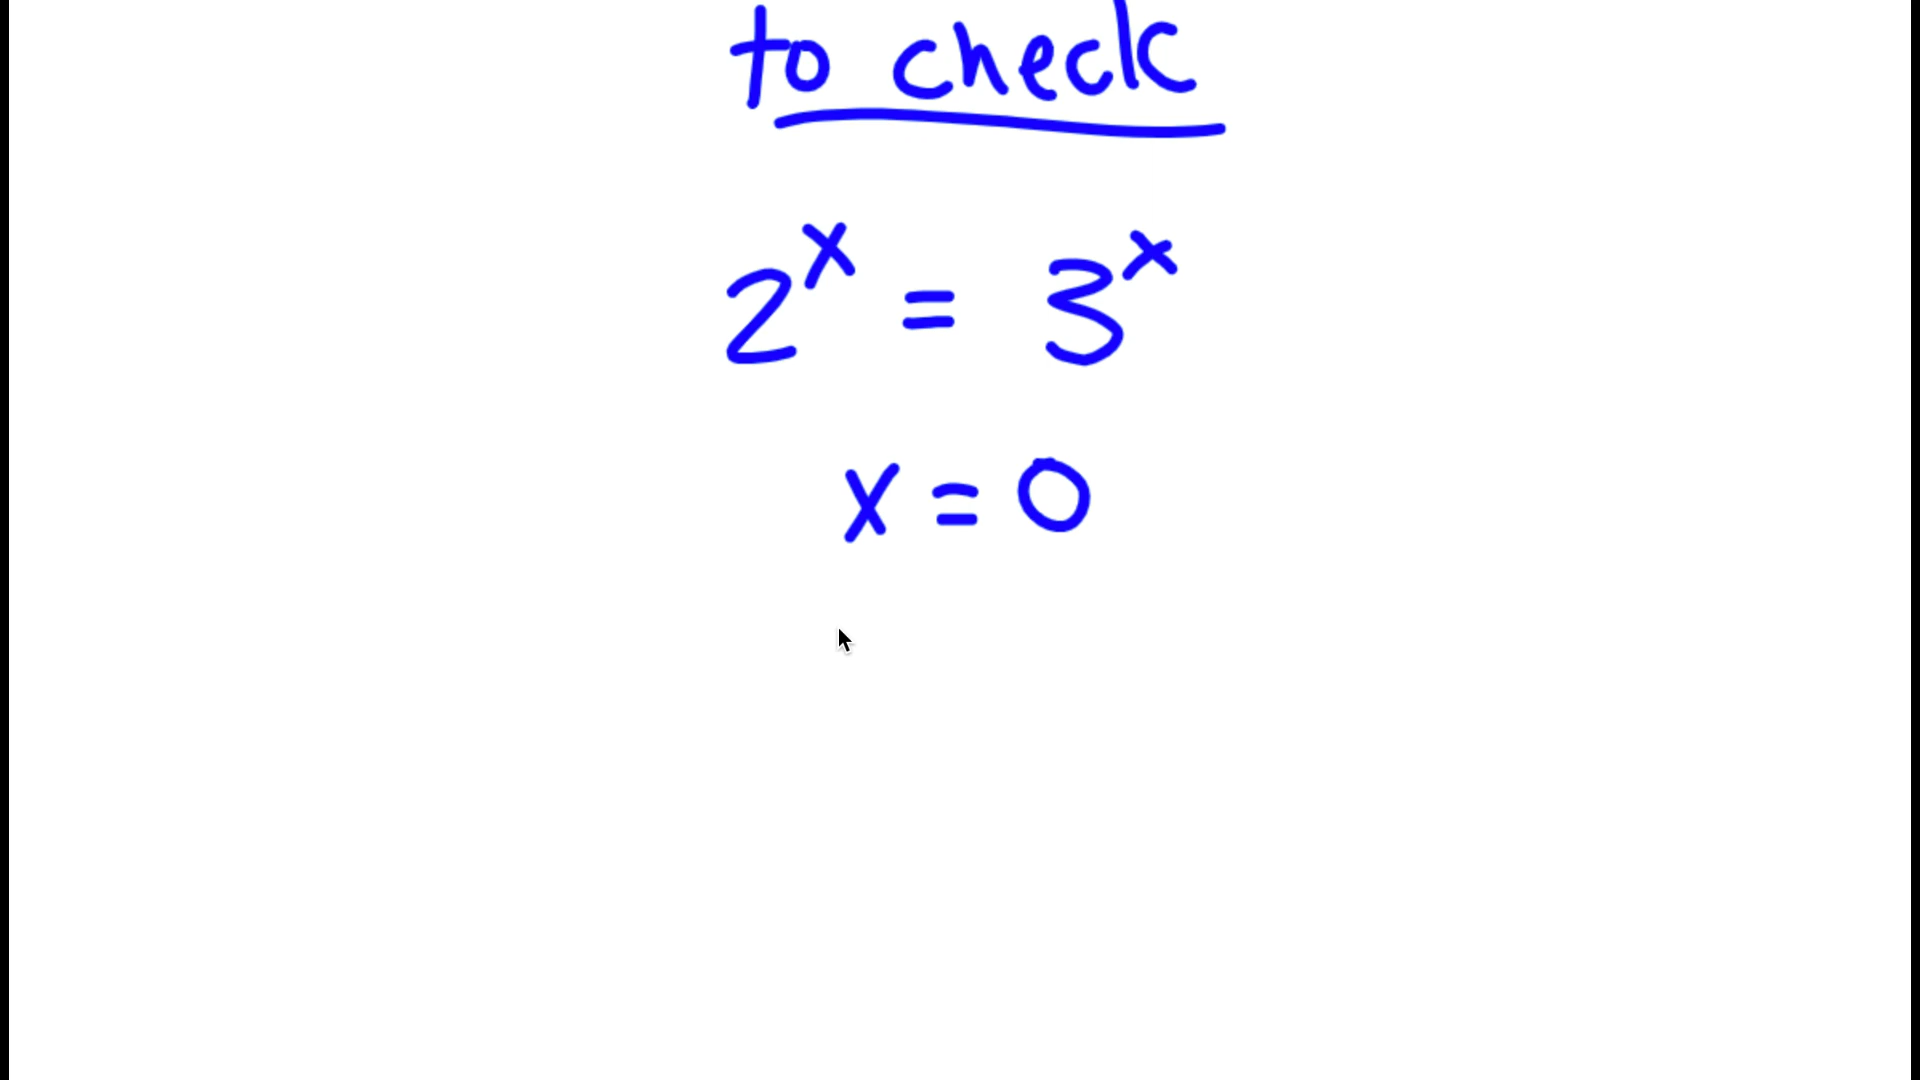 to check
2^x = 3^x
x = 0